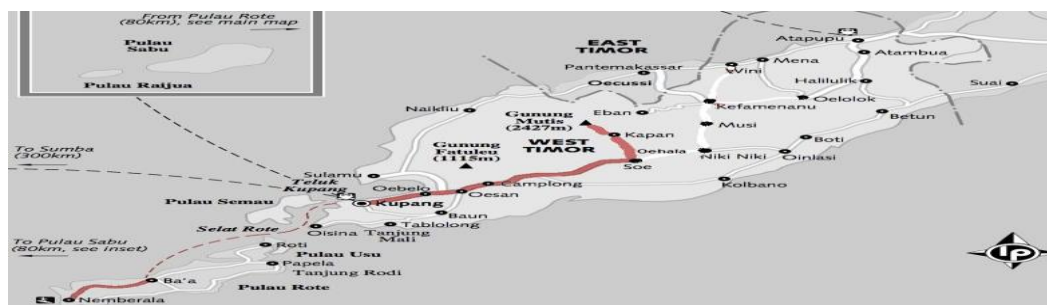 From Pulau Rote
(80km), see main map
Pulau
Sabu
Pulau Raijua
EAST
TIMOR
Atapupu
Pantemakassar
Oecussi
Wini
Mena
Atambua
Halilulik
Suai
Naikliu
Gunung
Mutis
(2427m)
Eban
Kefamenanu
Oelolok
Betun
Kapan
Musi
WEST
TIMOR
Gunung
Fatuleu
(1115m)
Oehala
Soe
Niki Niki
Boti
Oinlasi
To Sumba
(300km)
Sulamu
Teluk
Kupang
Oebelo
Camplong
Oesan
Kolbano
Pulau Semau
Kupang
Baun
Selat Rote
Oisina
Tablolong
Tanjung
Mali
To Pulau Sabu
(80km, see inset)
Roti
Pulau Usu
Papela
Tanjung Rodi
Ba'a
Pulau Rote
Nemberala
lp